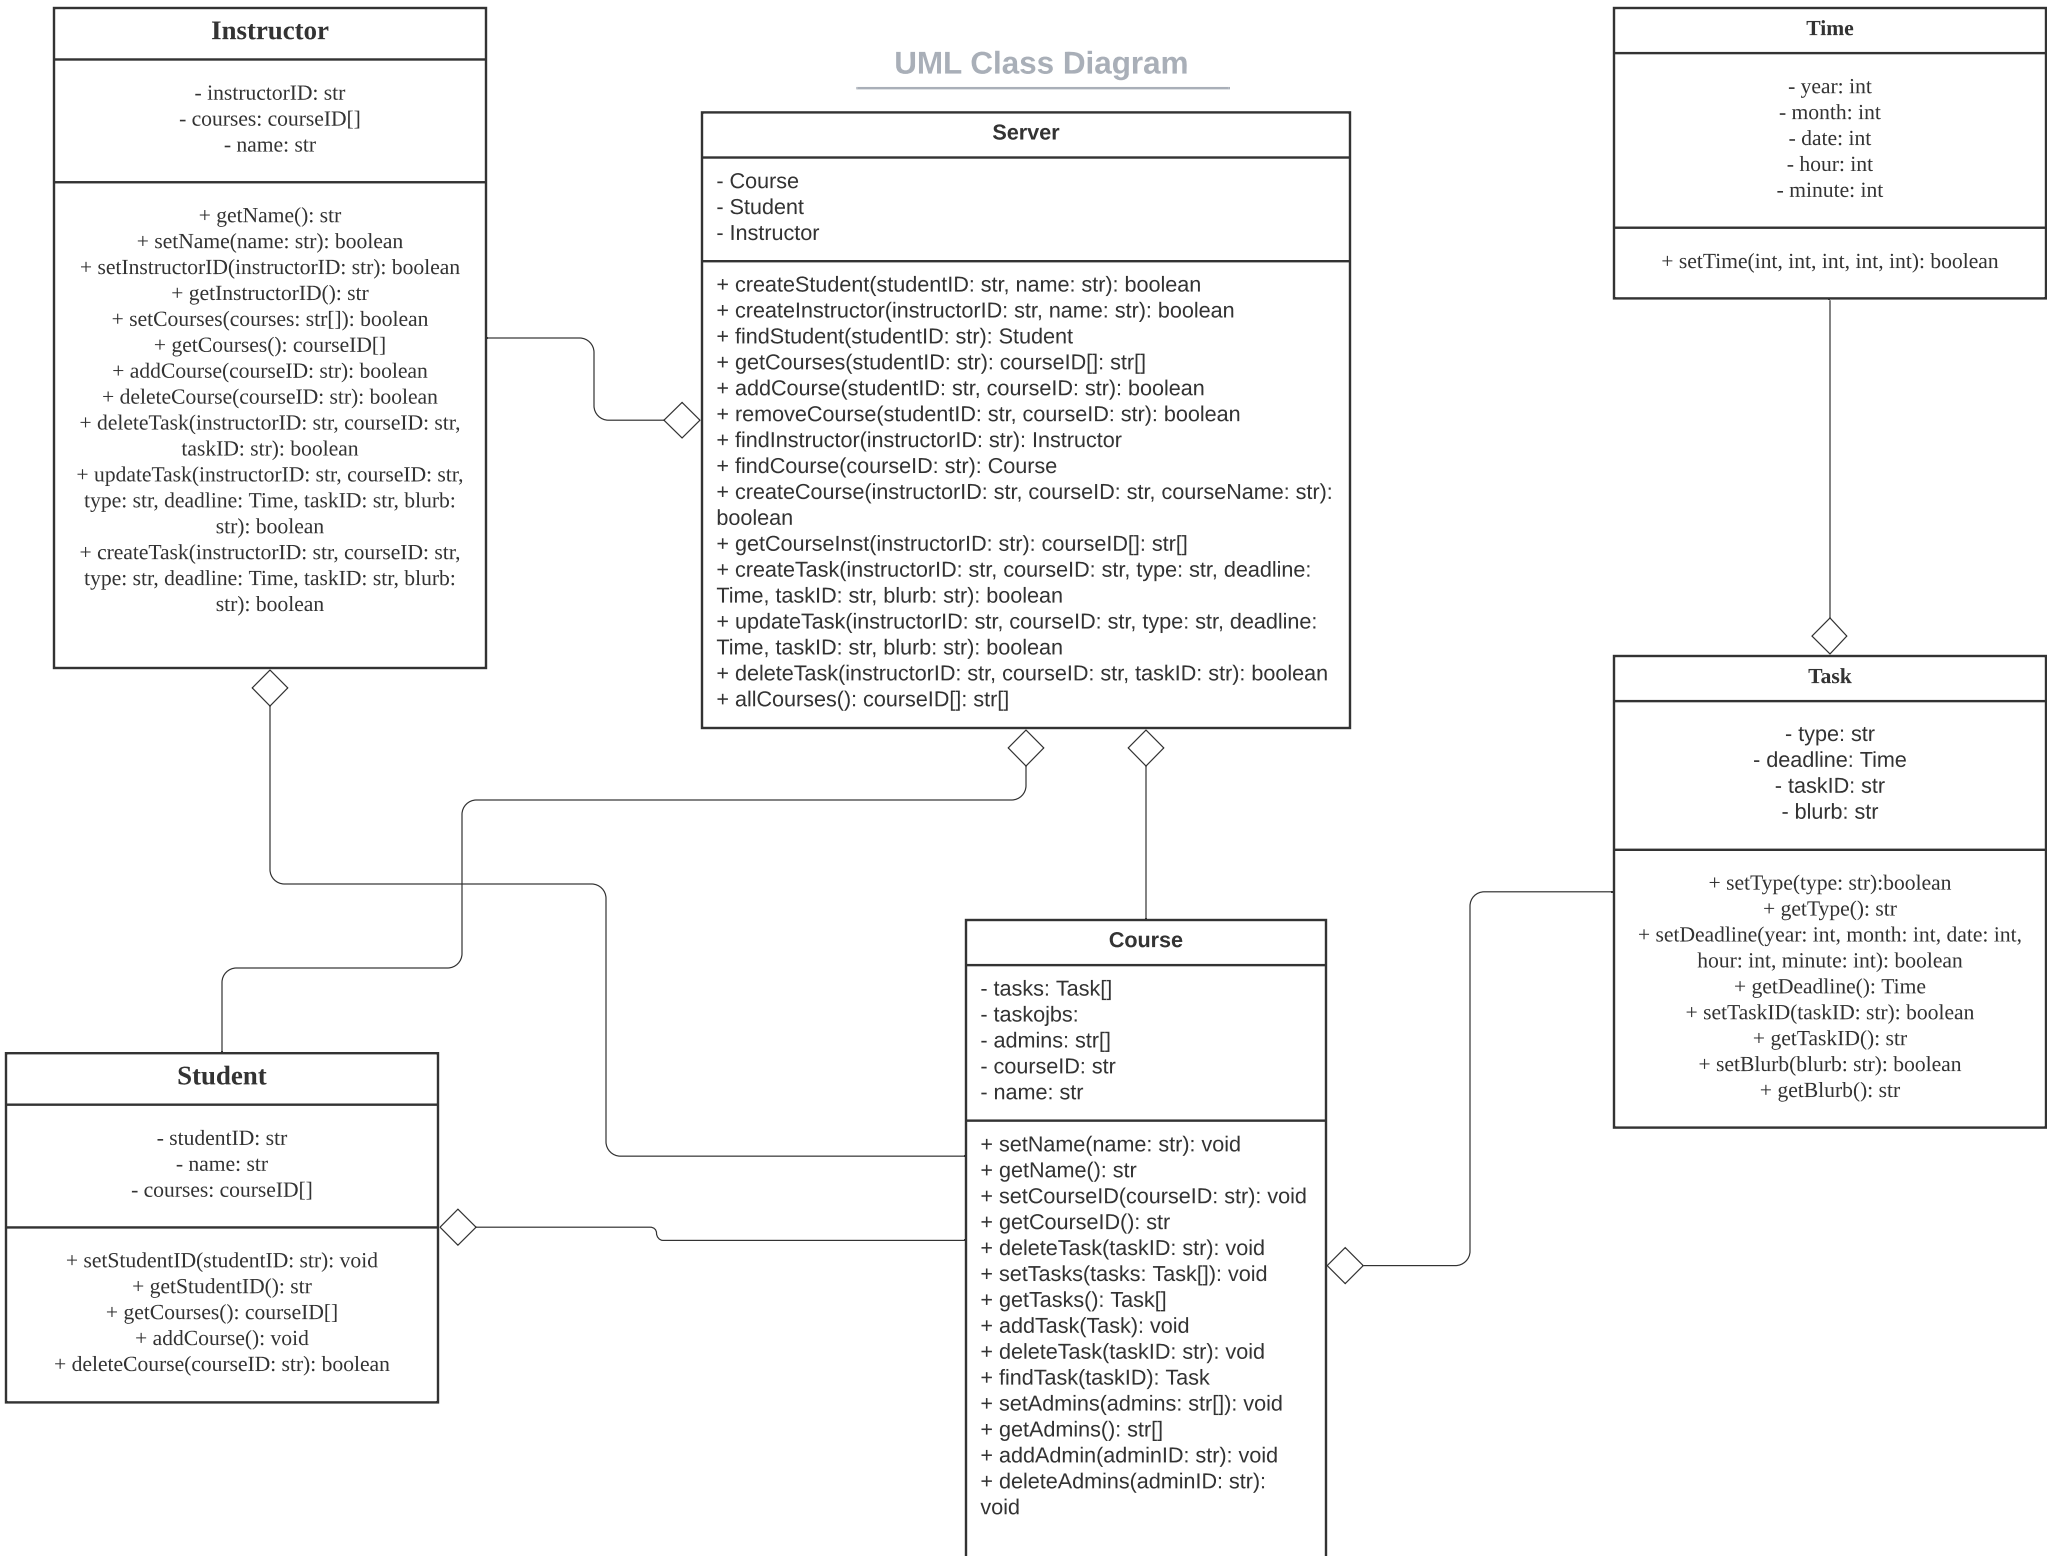 Instructor
- instructorID: str
- courses: courseID[]
- name: str
+ getName(): str
+ setName(name: str): boolean
+ setInstructorID(instructorID: str): boolean
+ getInstructorID(): str
+ setCourses(courses: str[]): boolean
+ getCourses(): courseID[]
+ addCourse(courseID: str): boolean
+ deleteCourse(courseID: str): boolean
+ deleteTask(instructorID: str, courseID: str,
taskID: str): boolean
+ updateTask(instructorID: str, courseID: str,
type: str, deadline: Time, taskID: str, blurb:
str): boolean
+ createTask(instructorID: str, courseID: str,
type: str, deadline: Time, taskID: str, blurb:
str): boolean
UML Class Diagram
Server
- Course
- Student
- Instructor
+ createStudent(studentID: str, name: str): boolean
+ createInstructor(instructorID: str, name: str): boolean
+ findStudent(studentID: str): Student
+ getCourses(studentID: str): courseID[]: str[]
+ addCourse(studentID: str, courseID: str): boolean
+ removeCourse(studentID: str, courseID: str): boolean
+ findInstructor(instructorID: str): Instructor
+ findCourse(courseID: str): Course
+ createCourse(instructorID: str, courseID: str, courseName: str):
boolean
+ getCourseInst(instructorID: str): courseID[]: str[]
+ createTask(instructorID: str, courseID: str, type: str, deadline:
Time, taskID: str, blurb: str): boolean
+ updateTask(instructorID: str, courseID: str, type: str, deadline:
Time, taskID: str, blurb: str): boolean
+ deleteTask(instructorID: str, courseID: str, taskID: str): boolean
+ allCourses(): courseID[]: str[]
Time
- year: int
- month: int
- date: int
- hour: int
- minute: int
+ setTime(int, int, int, int, int): boolean
Task
- type: str
- deadline: Time
- taskID: str
- blurb: str
+ setType(type: str):boolean
+ getType(): str
+ setDeadline(year: int, month: int, date: int,
hour: int, minute: int): boolean
+ getDeadline(): Time
+ setTaskID(taskID: str): boolean
+ getTaskID(): str
+ setBlurb(blurb: str): boolean
+ getBlurb(): str
Student
- studentID: str
- name: str
- courses: courseID[]
+ setStudentID(studentID: str): void
+ getStudentID(): str
+ getCourses(): courseID[]
+ addCourse(): void
+ deleteCourse(courseID: str): boolean
Course
- tasks: Task[]
- taskojbs:
- admins: str[]
- courseID: str
- name: str
+ setName(name: str): void
+ getName(): str
+ setCourseID(courseID: str): void
+ getCourseID(): str
+ deleteTask(taskID: str): void
+ setTasks(tasks: Task[]): void
+ getTasks(): Task[]
+ addTask(Task): void
+ deleteTask(taskID: str): void
+ findTask(taskID): Task
+ setAdmins(admins: str[]): void
+ getAdmins(): str[]
+ addAdmin(adminID: str): void
+ deleteAdmins(adminID: str):
void